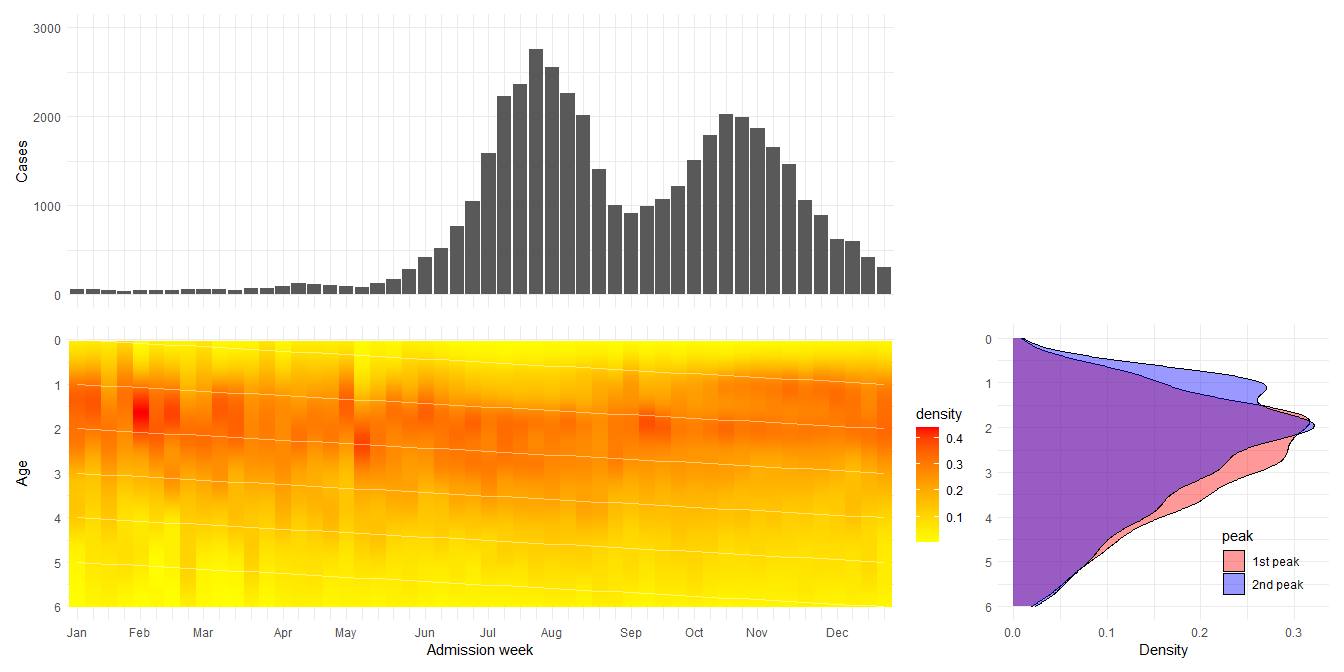 3000
2000
1000
0
Cases
0
1
2
3
4
5
6
Age
Jan Feb Mar Apr May Jun Jul Aug Sep Oct Nov Dec
Admission week
density
0.4
0.3
0.2
0.1
0
1
2
3
4
5
6
peak
1st peak
2nd peak
0.0 0.1 0.2 0.3
Density